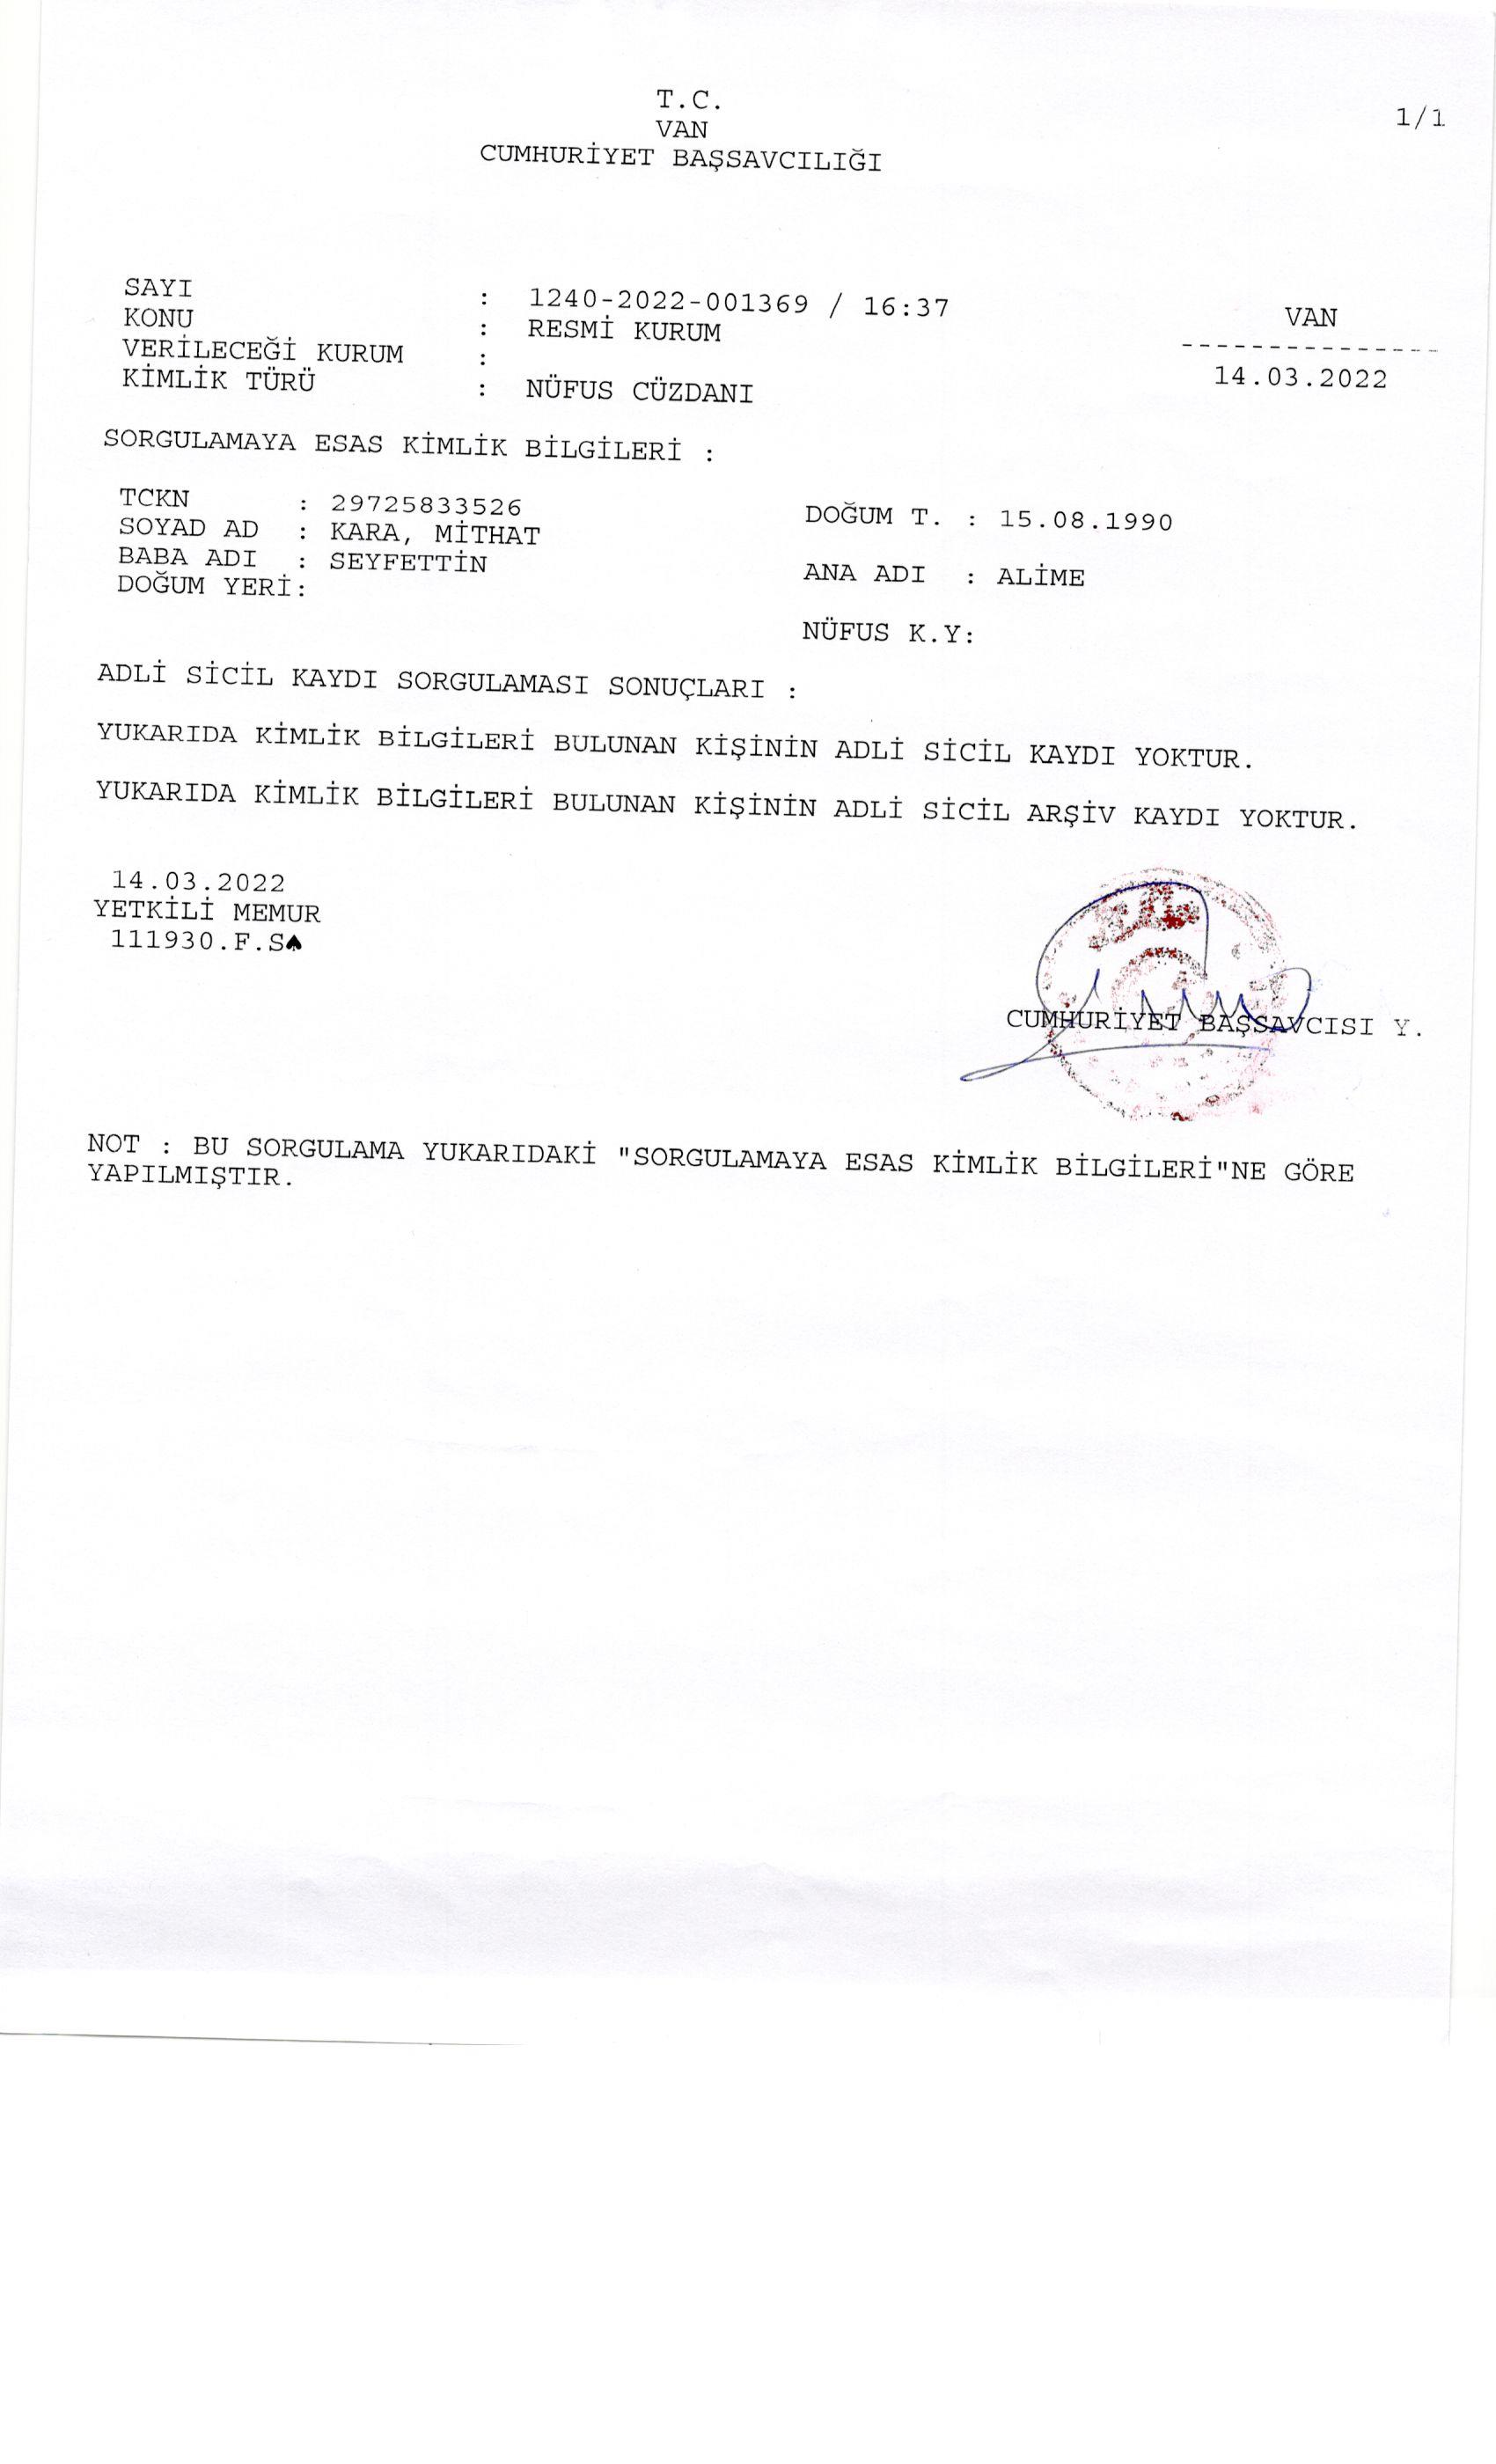 T.C.
1/1
VAN
CUMHURİYET BAŞSAVCILIĞI
SAYI : 1240-2022-001369 / 16:37
KONU : RESMİ KURUM
VAN
VERİLECEĞİ KURUM :
---------------
KİMLİK TÜRÜ : NÜFUS CÜZDANI
14.03.2022
SORGULAMAYA ESAS KİMLİK BİLGİLERİ :
TCKN : 29725833526
DOĞUM T. : 15.08.1990
SOYAD AD : KARA, MİTHAT
BABA ADI : SEYFETTİN
ANA ADI : ALİME
DOĞUM YERİ:
NÜFUS K.Y:
ADLİ SİCİL KAYDI SORGULAMASI SONUÇLARI :
YUKARIDA KİMLİK BİLGİLERİ BULUNAN KİŞİNİN ADLİ SİCİL KAYDI YOKTUR.
YUKARIDA KİMLİK BİLGİLERİ BULUNAN KİŞİNİN ADLİ SİCİL ARŞİV KAYDI YOKTUR.
14.03.2022
YETKİLİ MEMUR
111930.F.S♠
CUMHURİYET BAŞSAVCISI Y.
NOT : BU SORGULAMA YUKARIDAKİ "SORGULAMAYA ESAS KİMLİK BİLGİLERİ"NE GÖRE
YAPILMIŞTIR.